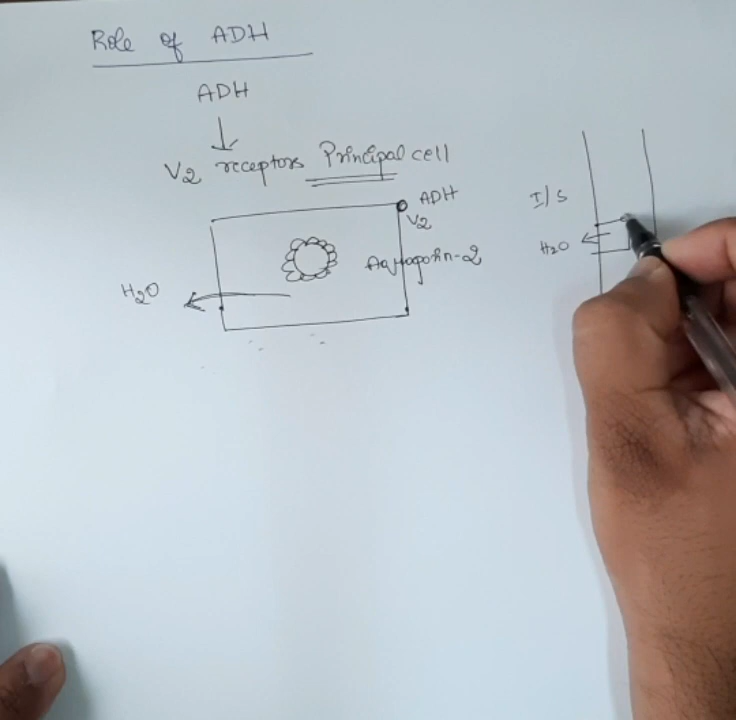 Role of ADH
ADH
V2 receptors Principal cell
ADH
V2
Aquaporin-2
H2O
I/S
H2O